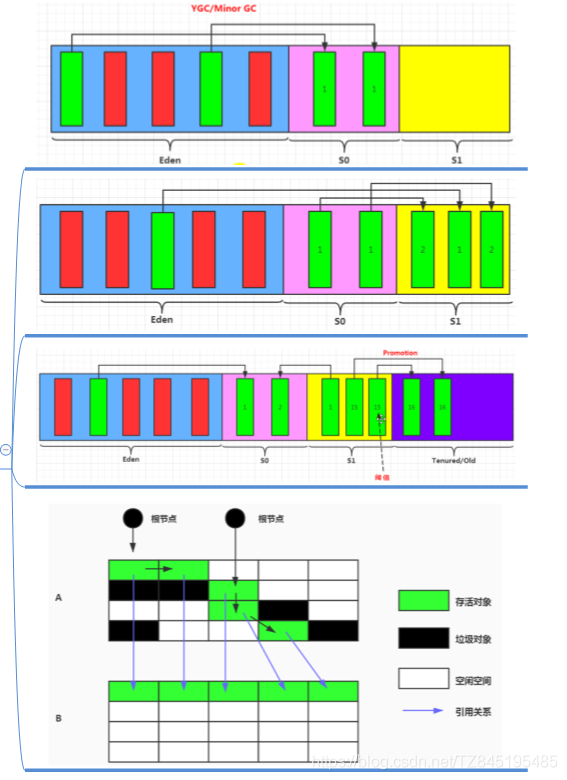 YGC/Minor GC
1 1
Eden S0 S1
1 1 2 1 2
Eden S0 S1
Promotion
1 2 1 15 15 16 16
Eden S0 S1 Tenured/Old
阈值
根节点 根节点
A
存活对象
垃圾对象
空闲空间
B
引用关系
https://blog.csdn.net/TZ845195485